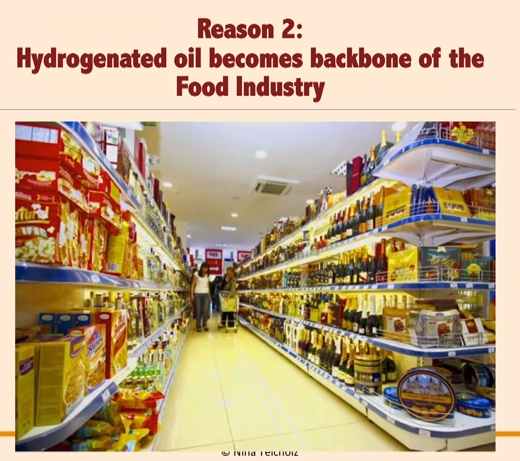 Reason 2:
Hydrogenated oil becomes backbone of the
Food Industry
© Nina Teicholz